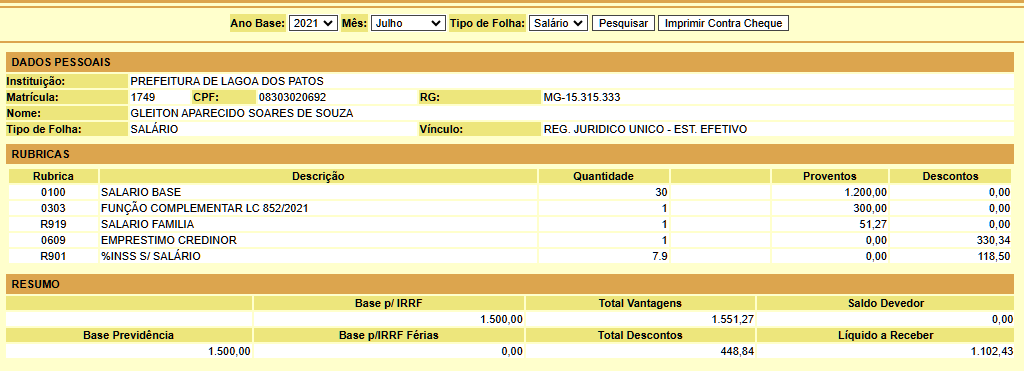 Ano Base: 2021 Mês: Julho Tipo de Folha: Salário Pesquisar Imprimir Contra Cheque
DADOS PESSOAIS
Instituição: PREFEITURA DE LAGOA DOS PATOS
Matrícula: 1749 CPF: 08303020692 RG: MG-15.315.333
Nome: GLEITON APARECIDO SOARES DE SOUZA
Tipo de Folha: SALÁRIO Vínculo: REG. JURIDICO UNICO - EST. EFETIVO
RUBRICAS
Rubrica Descrição Quantidade Proventos Descontos
0100 SALARIO BASE 30 1.200,00 0,00
0303 FUNÇÃO COMPLEMENTAR LC 852/2021 1 300,00 0,00
R919 SALARIO FAMILIA 1 51,27 0,00
0609 EMPRESTIMO CREDINOR 1 0,00 330,34
R901 %INSS S/ SALÁRIO 7.9 0,00 118,50
RESUMO
Base p/ IRRF Total Vantagens Saldo Devedor
1.500,00 1.551,27 0,00
Base Previdência Base p/IRRF Férias Total Descontos Líquido a Receber
1.500,00 0,00 448,84 1.102,43